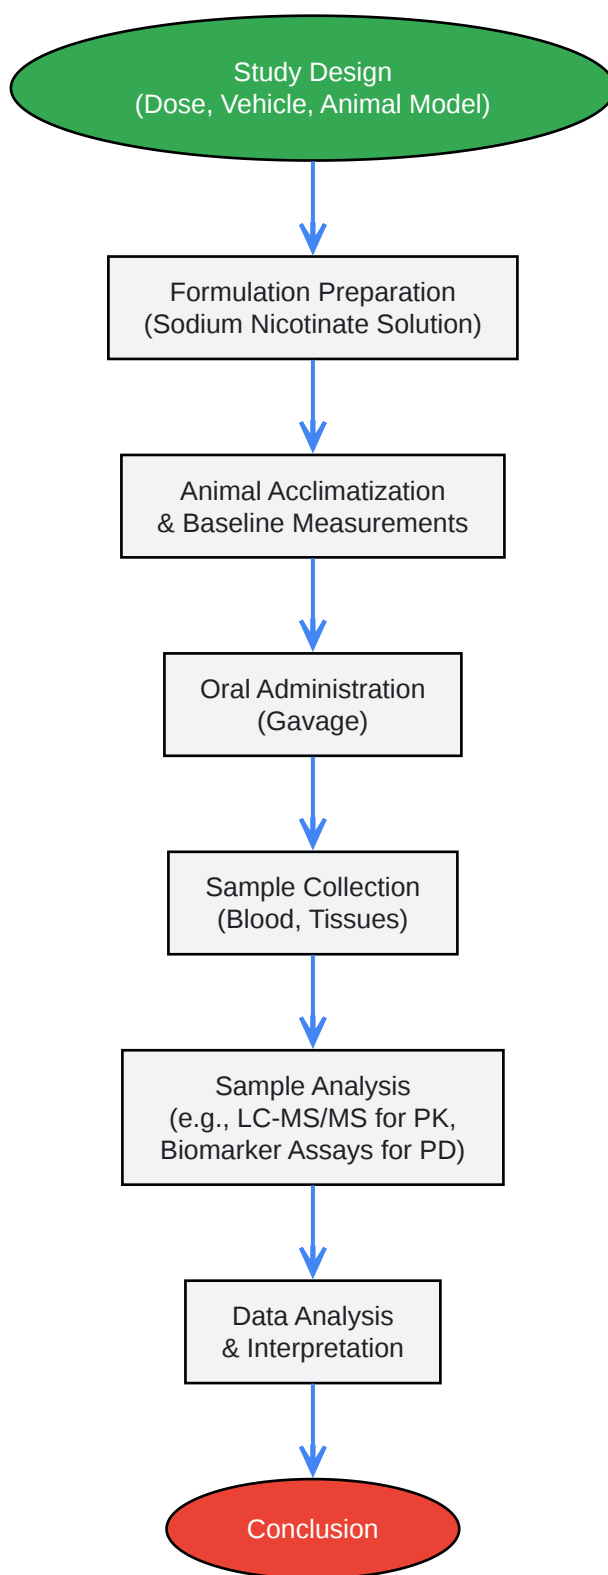 Study Design
(Dose, Vehicle, Animal Model)
Formulation Preparation
(Sodium Nicotinate Solution)
Animal Acclimatization
& Baseline Measurements
Oral Administration
(Gavage)
Sample Collection
(Blood, Tissues)
Sample Analysis
(e.g., LC-MS/MS for PK,
Biomarker Assays for PD)
Data Analysis
& Interpretation
Conclusion